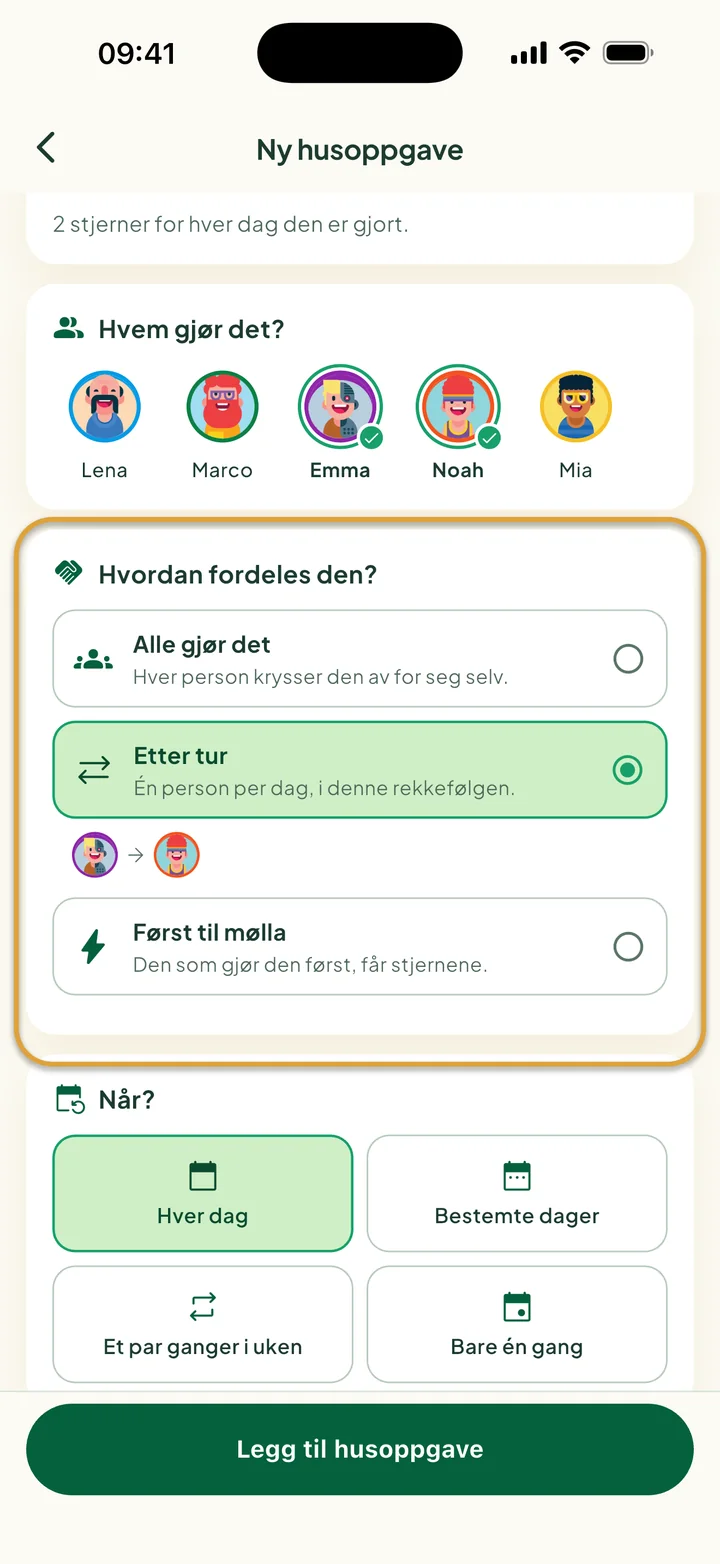 09:41
Ny husoppgave
2 stjerner for hver dag den er gjort.
Hvem gjør det?
Lena Marco Emma Noah Mia
Hvordan fordeles den?
Alle gjør det
Hver person krysser den av for seg selv.
Etter tur
Én person per dag, i denne rekkefølgen.
Først til mølla
Den som gjør den først, får stjernene.
Når?
Hver dag Bestemte dager
Et par ganger i uken Bare én gang
Legg til husoppgave